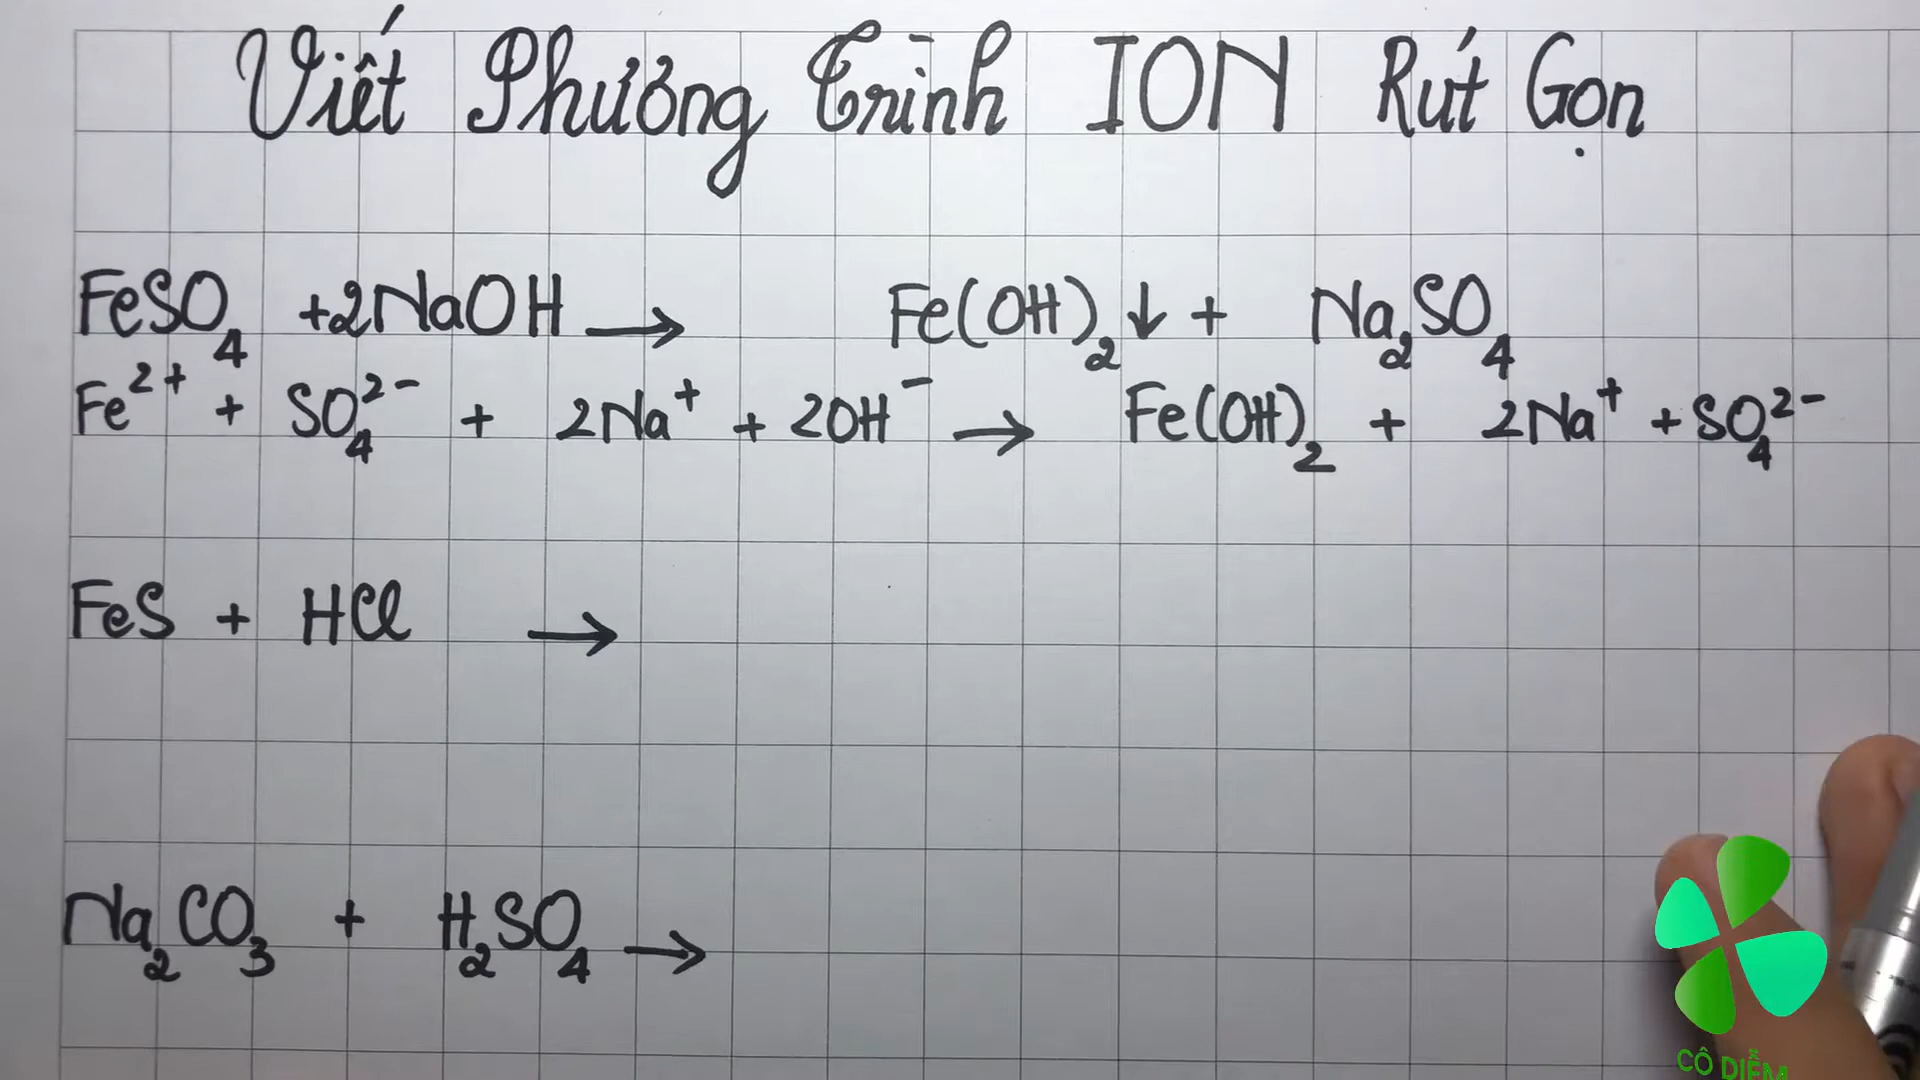 Viết Phương Trình ION Rút Gọn
FeSO₄ +2NaOH → Fe(OH)₂↓ + Na₂SO₄
Fe²⁺ + SO₄²⁻ + 2Na⁺ + 2OH⁻ → Fe(OH)₂ + 2Na⁺ + SO₄²⁻
FeS + HCl →
Na₂CO₃ + H₂SO₄ →
CÔ DIỄM